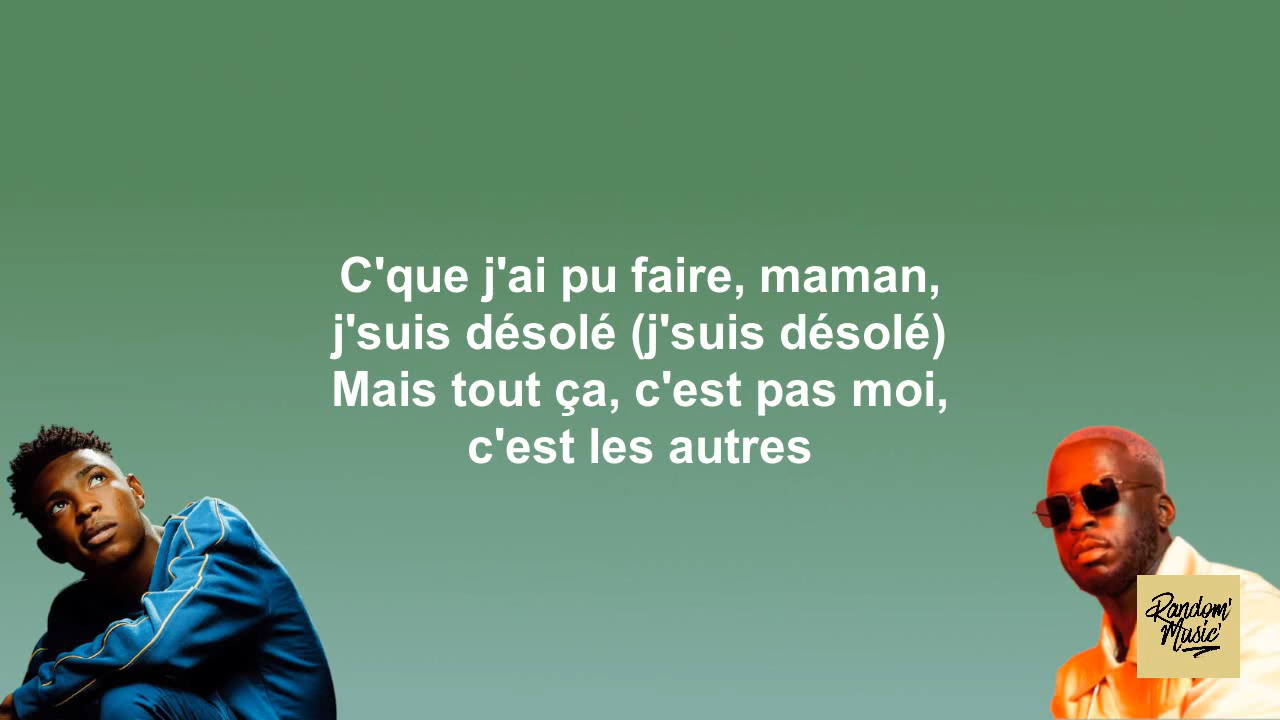 C'que j'ai pu faire, maman,
j'suis désolé (j'suis désolé)
Mais tout ça, c'est pas moi,
c'est les autres
Random'
Music'